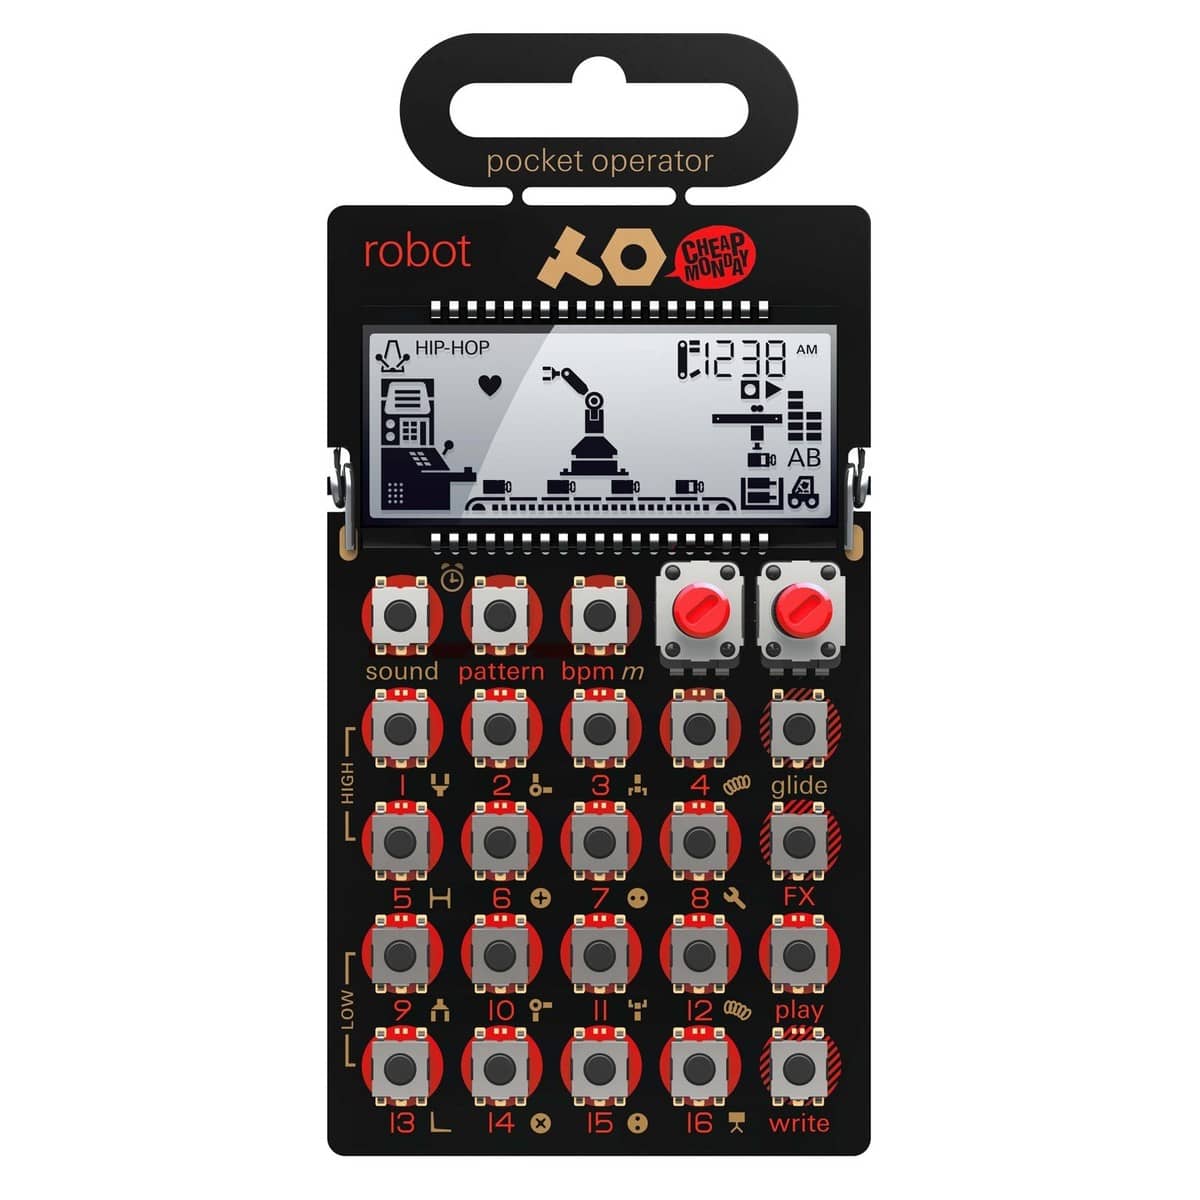 pocket operator
robot
CHEAP MONDAY
HIP-HOP
1238 AM
AB
sound pattern bpm m
HIGH
1 2 3 4 glide
5 6 7 8 FX
LOW
9 10 11 12 play
13 14 15 16 write